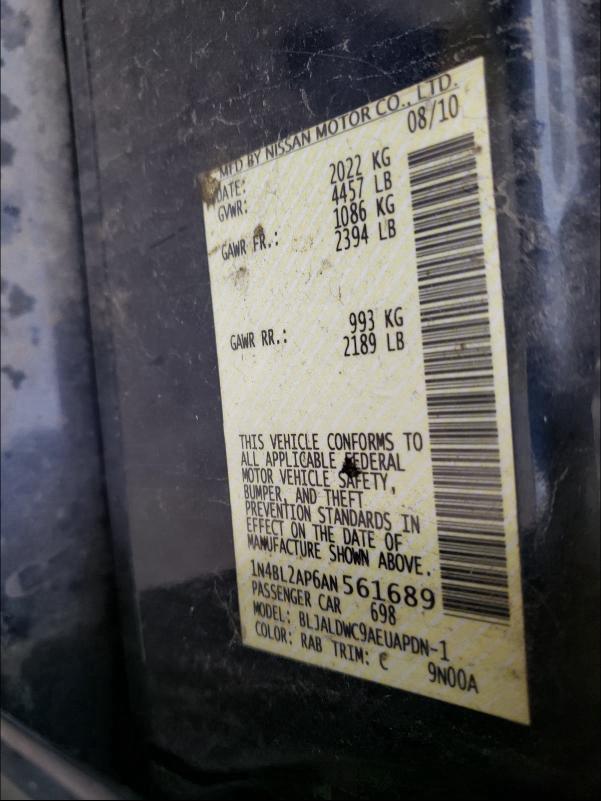 MFD BY NISSAN MOTOR CO., LTD.
DATE: 08/10
GVWR: 2022 KG
4457 LB
GAWR FR.: 1086 KG
2394 LB
GAWR RR.: 993 KG
2189 LB
THIS VEHICLE CONFORMS TO
ALL APPLICABLE FEDERAL
MOTOR VEHICLE SAFETY,
BUMPER, AND THEFT
PREVENTION STANDARDS IN
EFFECT ON THE DATE OF
MANUFACTURE SHOWN ABOVE.
1N4BL2AP6AN561689
PASSENGER CAR 698
MODEL: BLJALDWC9AEUAPDN-1
COLOR: RAB TRIM: C 9N00A